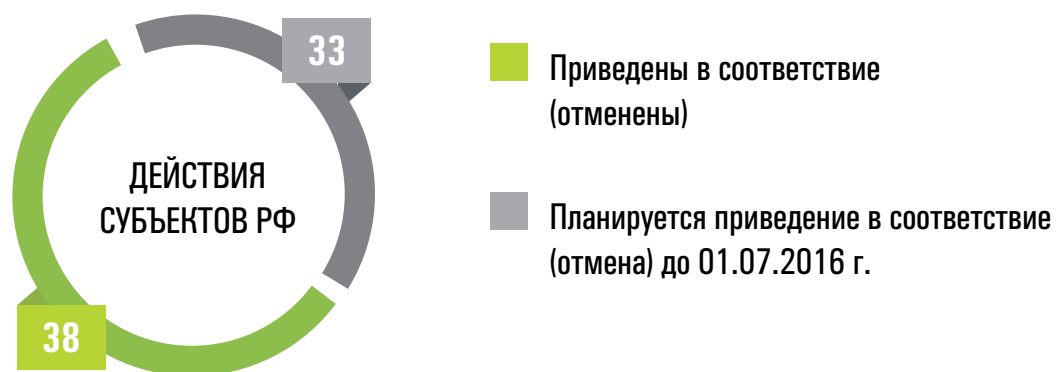 33
ДЕЙСТВИЯ
СУБЪЕКТОВ РФ
38
Приведены в соответствие
(отменены)
Планируется приведение в соответствие
(отмена) до 01.07.2016 г.